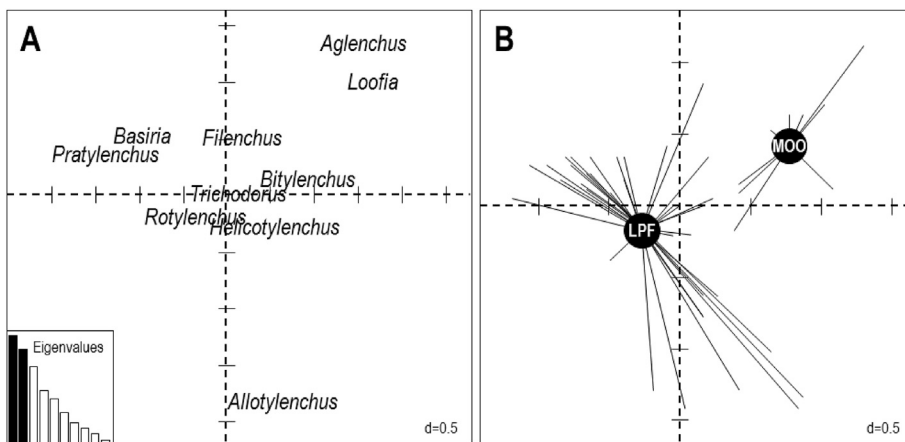 A
Aglenchus
Loofia
Basiria
Filenchus
Pratylenchus
Bitylenchus
Trichodorus
Rotylenchus
Helicotylenchus
Eigenvalues
Allotylenchus
d=0.5
B
MOO
LPF
d=0.5